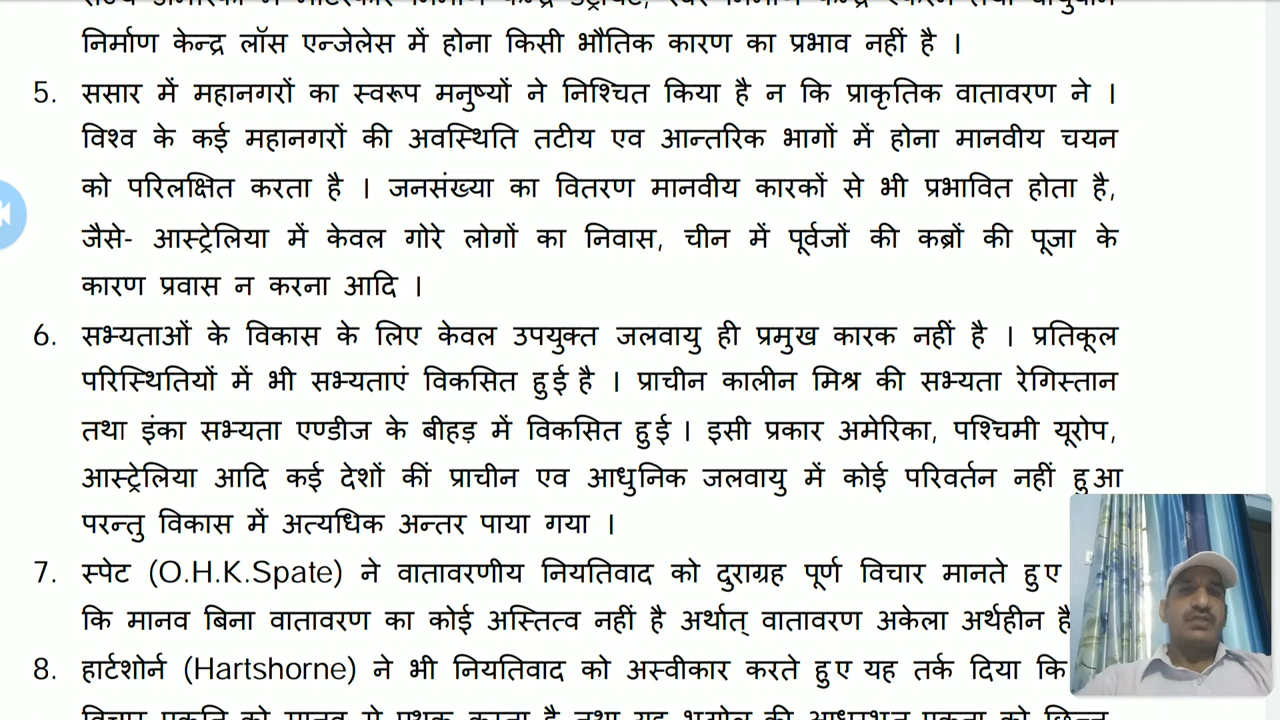 निर्माण केन्द्र लॉस एन्जेलेस में होना किसी भौतिक कारण का प्रभाव नहीं है ।
5. ससार में महानगरों का स्वरूप मनुष्यों ने निश्चित किया है न कि प्राकृतिक वातावरण ने ।
विश्व के कई महानगरों की अवस्थिति तटीय एव आन्तरिक भागों में होना मानवीय चयन
को परिलक्षित करता है । जनसंख्या का वितरण मानवीय कारकों से भी प्रभावित होता है,
जैसे- आस्ट्रेलिया में केवल गोरे लोगों का निवास, चीन में पूर्वजों की कब्रों की पूजा के
कारण प्रवास न करना आदि ।
6. सभ्यताओं के विकास के लिए केवल उपयुक्त जलवायु ही प्रमुख कारक नहीं है । प्रतिकूल
परिस्थितियों में भी सभ्यताएं विकसित हुई है । प्राचीन कालीन मिश्र की सभ्यता रेगिस्तान
तथा इंका सभ्यता एण्डीज के बीहड़ में विकसित हुई । इसी प्रकार अमेरिका, पश्चिमी यूरोप,
आस्ट्रेलिया आदि कई देशों कीं प्राचीन एव आधुनिक जलवायु में कोई परिवर्तन नहीं हुआ
परन्तु विकास में अत्यधिक अन्तर पाया गया ।
7. स्पेट (O.H.K.Spate) ने वातावरणीय नियतिवाद को दुराग्रह पूर्ण विचार मानते हुए
कि मानव बिना वातावरण का कोई अस्तित्व नहीं है अर्थात् वातावरण अकेला अर्थहीन है
8. हार्टशोर्न (Hartshorne) ने भी नियतिवाद को अस्वीकार करते हुए यह तर्क दिया कि